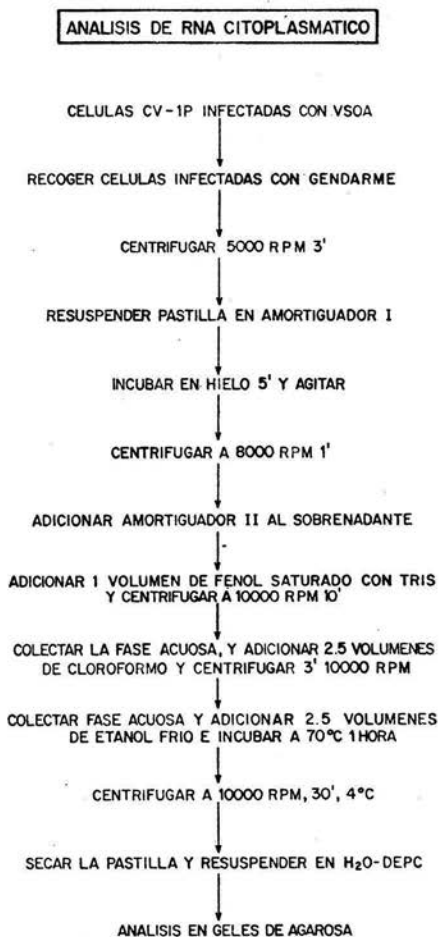 ANALISIS DE RNA CITOPLASMATICO
CELULAS CV-1P INFECTADAS CON VSOA
RECOGER CELULAS INFECTADAS CON GENDARME
CENTRIFUGAR 5000 RPM 3'
RESUSPENDER PASTILLA EN AMORTIGUADOR I
INCUBAR EN HIELO 5' Y AGITAR
CENTRIFUGAR A 8000 RPM 1'
ADICIONAR AMORTIGUADOR II AL SOBRENADANTE
ADICIONAR 1 VOLUMEN DE FENOL SATURADO CON TRIS
Y CENTRIFUGAR A 10000 RPM 10'
COLECTAR LA FASE ACUOSA, Y ADICIONAR 2.5 VOLUMENES
DE CLOROFORMO Y CENTRIFUGAR 3' 10000 RPM
COLECTAR FASE ACUOSA Y ADICIONAR 2.5 VOLUMENES
DE ETANOL FRIO E INCUBAR A 70°C 1 HORA
CENTRIFUGAR A 10000 RPM, 30', 4°C
SECAR LA PASTILLA Y RESUSPENDER EN H₂O-DEPC
ANALISIS EN GELES DE AGAROSA